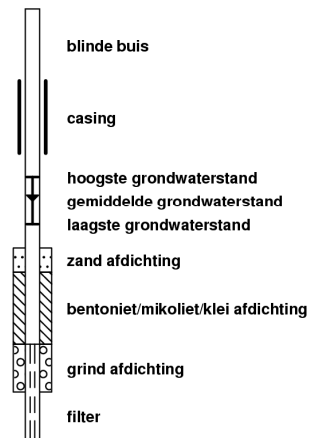 blinde buis
casing
hoogste grondwaterstand
gemiddelde grondwaterstand
laagste grondwaterstand
zand afdichting
bentoniet/mikoliet/klei afdichting
grind afdichting
filter